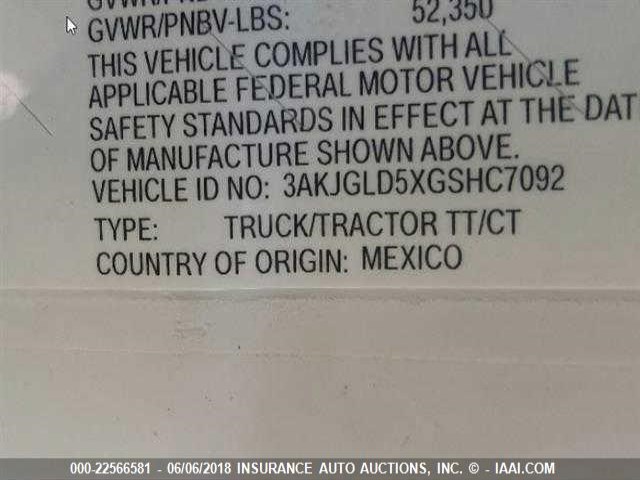 GVWR/PNBV-LBS: 52,350
THIS VEHICLE COMPLIES WITH ALL
APPLICABLE FEDERAL MOTOR VEHICLE
SAFETY STANDARDS IN EFFECT AT THE DAT
OF MANUFACTURE SHOWN ABOVE.
VEHICLE ID NO: 3AKJGLD5XGSHC7092
TYPE: TRUCK/TRACTOR TT/CT
COUNTRY OF ORIGIN: MEXICO
000-22566581 - 06/06/2018 INSURANCE AUTO AUCTIONS, INC. - © - IAAI.COM